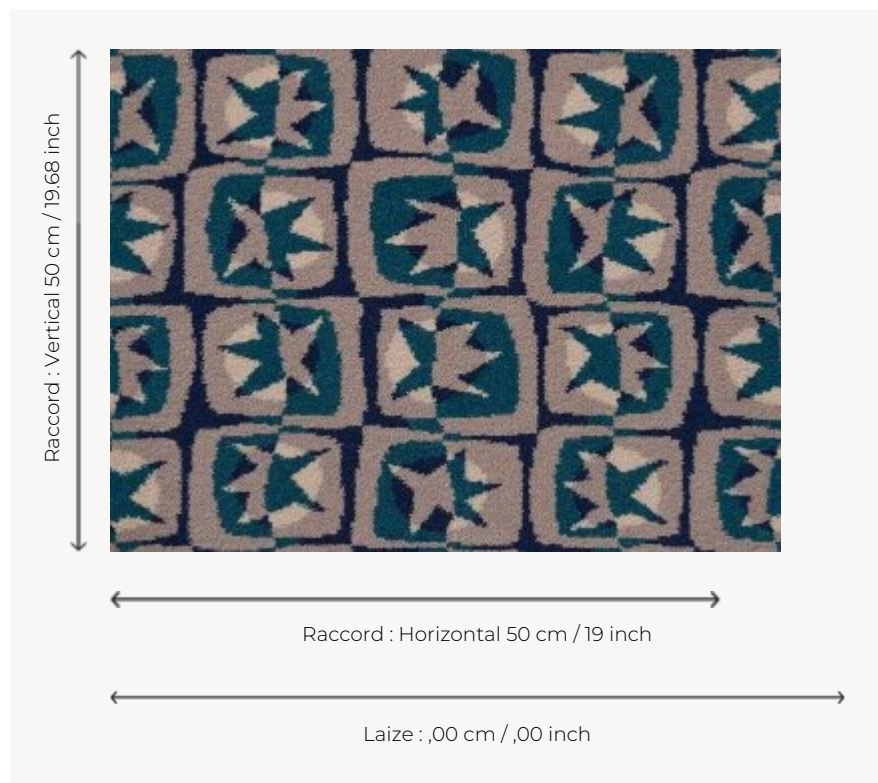 Raccord : Vertical 50 cm / 19.68 inch
Raccord : Horizontal 50 cm / 19 inch
Laize : ,00 cm / ,00 inch